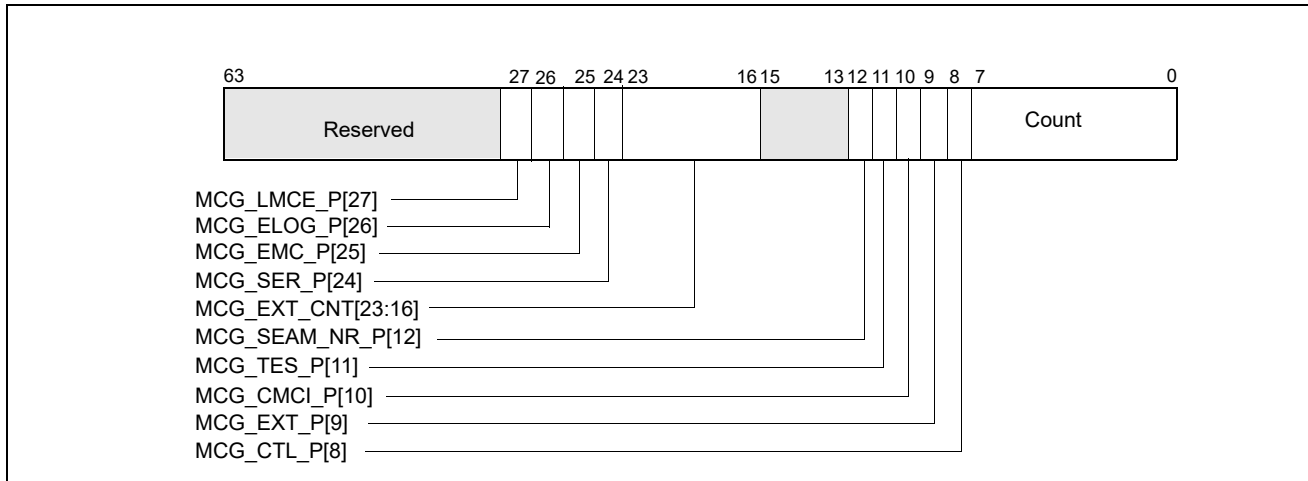 63 27 26 25 24 23 16 15 13 12 11 10 9 8 7 0
Reserved Count
MCG_LMCE_P[27]
MCG_ELOG_P[26]
MCG_EMC_P[25]
MCG_SER_P[24]
MCG_EXT_CNT[23:16]
MCG_SEAM_NR_P[12]
MCG_TES_P[11]
MCG_CMCI_P[10]
MCG_EXT_P[9]
MCG_CTL_P[8]